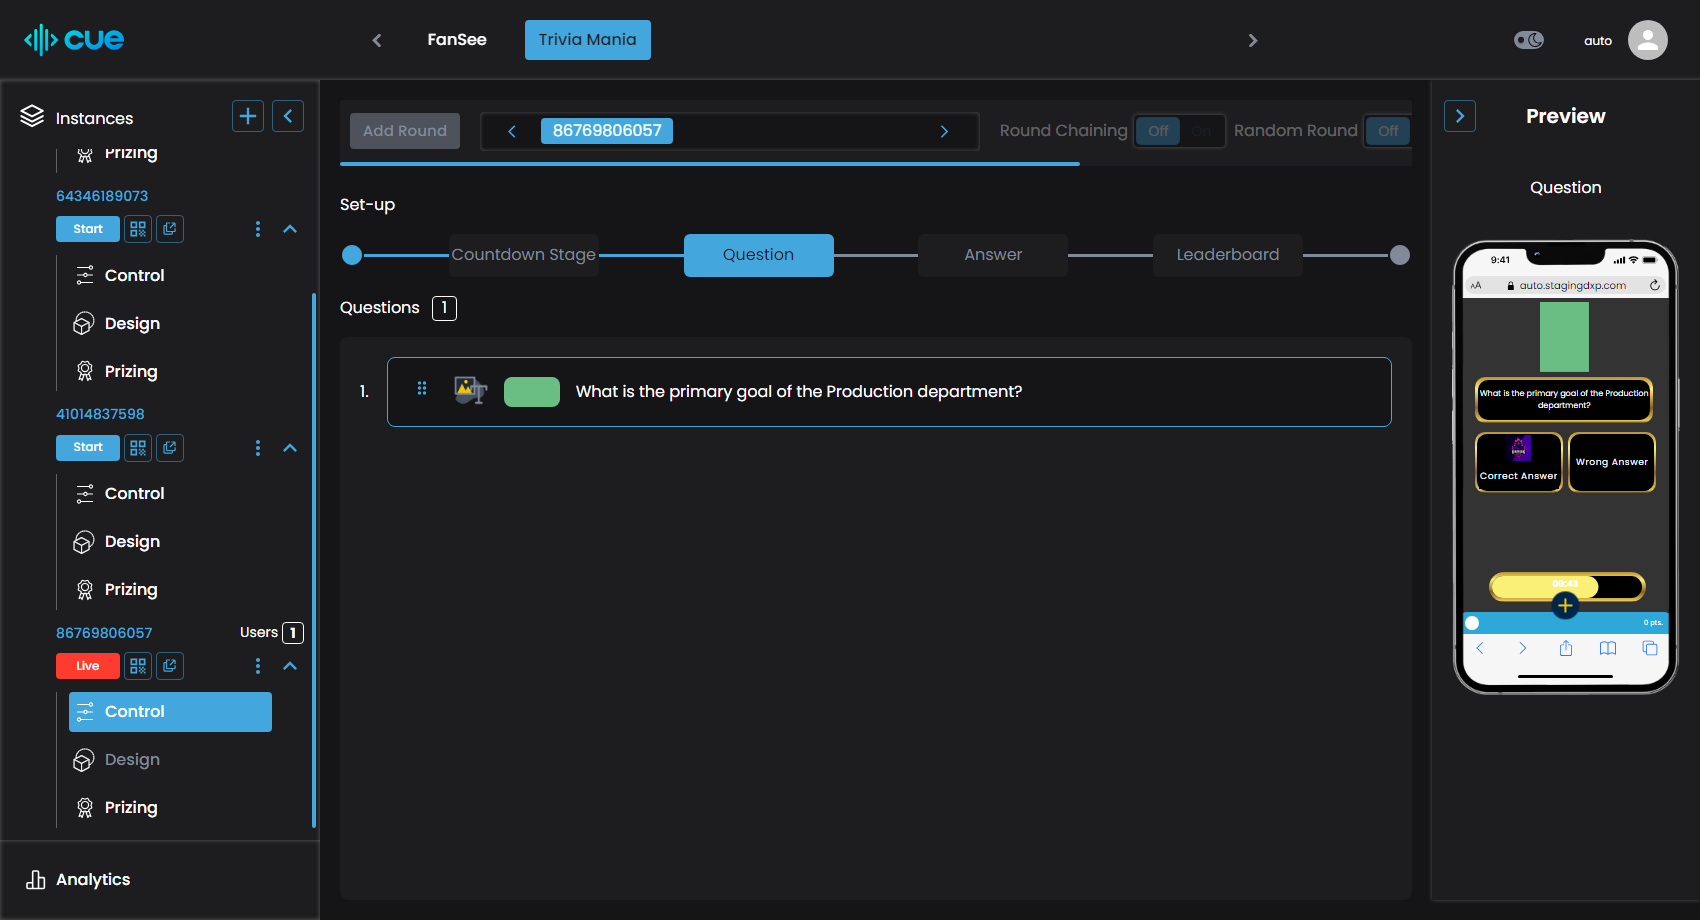 cue
FanSee
Trivia Mania
auto
Instances
Prizing
64346189073
Start
Control
Design
Prizing
41014837598
Start
Control
Design
Prizing
86769806057
Users 1
Live
Control
Design
Prizing
Analytics
Add Round
86769806057
Round Chaining
Off On
Random Round
Off
Set-up
Countdown Stage
Question
Answer
Leaderboard
Questions 1
1.
What is the primary goal of the Production department?
Preview
Question
9:41
AA
auto.stagingdxp.com
What is the primary goal of the Production
department?
Correct Answer
Wrong Answer
0 pts.